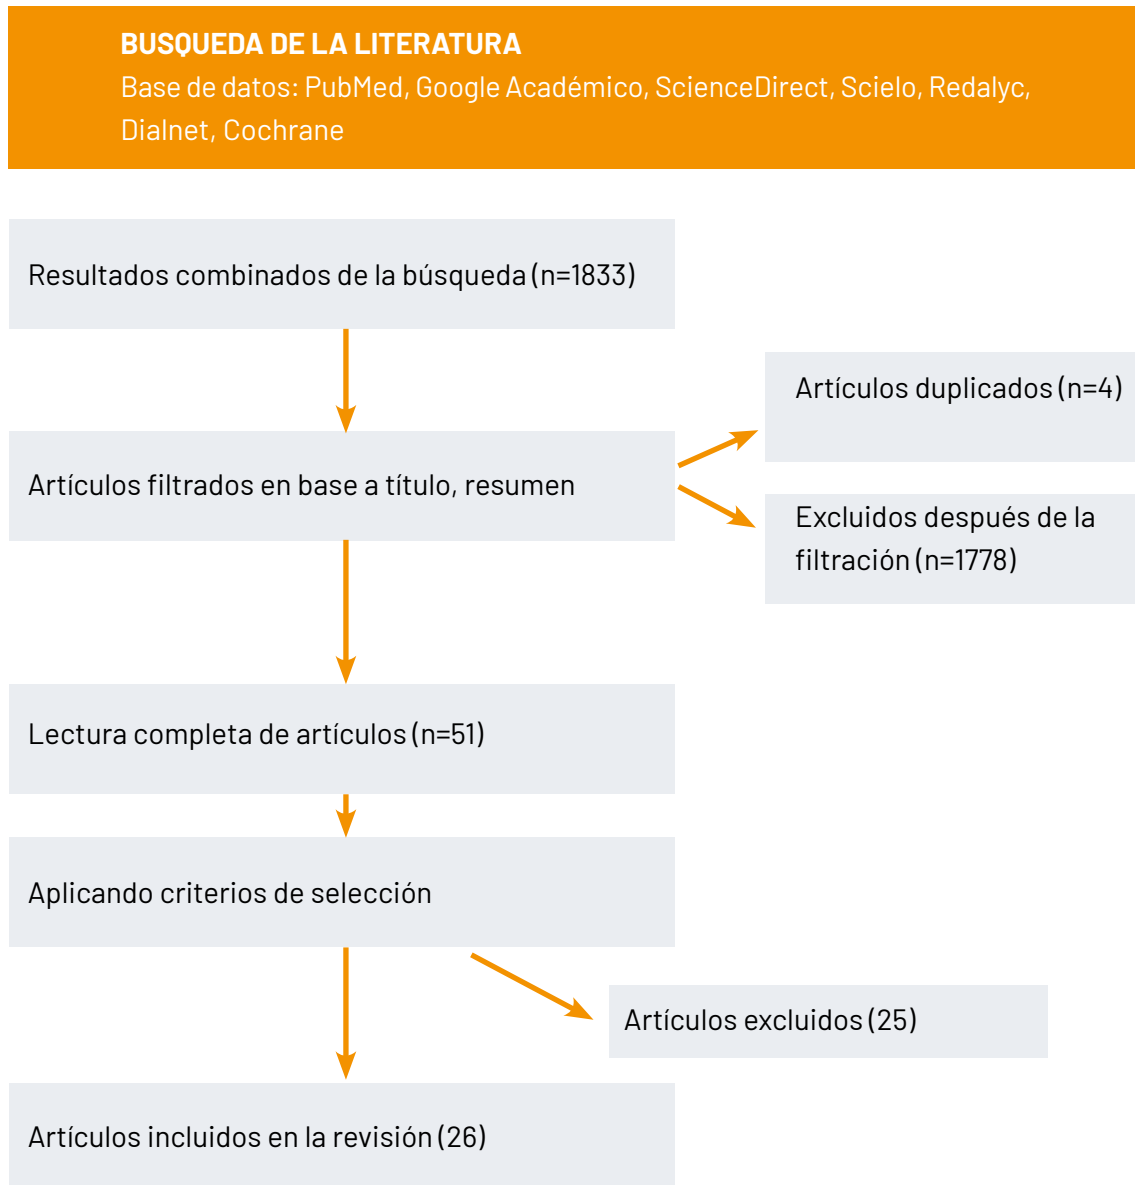 BUSQUEDA DE LA LITERATURA
Base de datos: PubMed, Google Académico, ScienceDirect, Scielo, Redalyc,
Dialnet, Cochrane
Resultados combinados de la búsqueda (n=1833)
Artículos duplicados (n=4)
Artículos filtrados en base a título, resumen
Excluidos después de la
filtración (n=1778)
Lectura completa de artículos (n=51)
Aplicando criterios de selección
Artículos excluidos (25)
Artículos incluidos en la revisión (26)